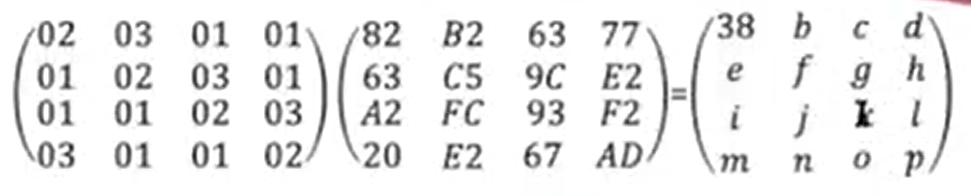 02 03 01 01 82 B2 63 77 38 b c d
01 02 03 01 63 C5 9C E2 e f g h
01 01 02 03 A2 FC 93 F2 = i j k l
03 01 01 02 20 E2 67 AD m n o p